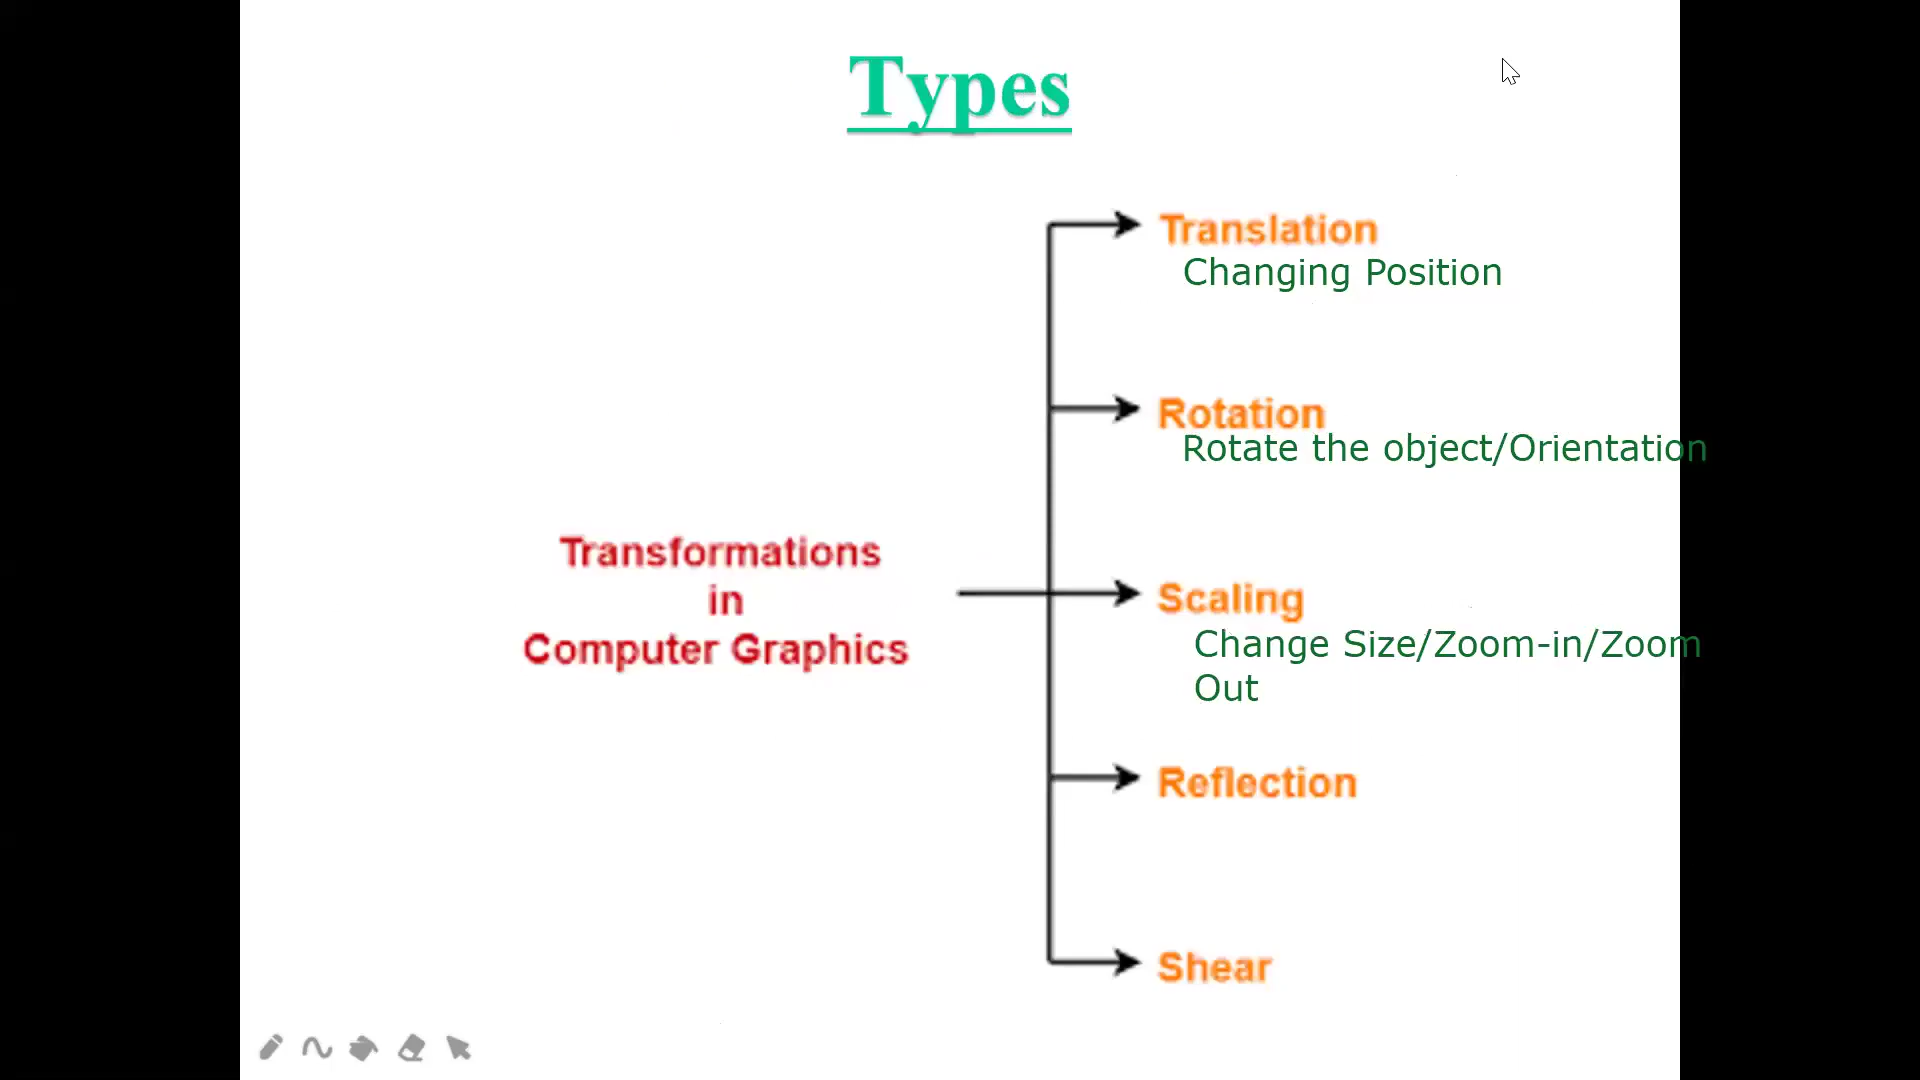 Types
Translation
Changing Position
Rotation
Rotate the object/Orientation
Transformations
in
Computer Graphics
Scaling
Change Size/Zoom-in/Zoom
Out
Reflection
Shear